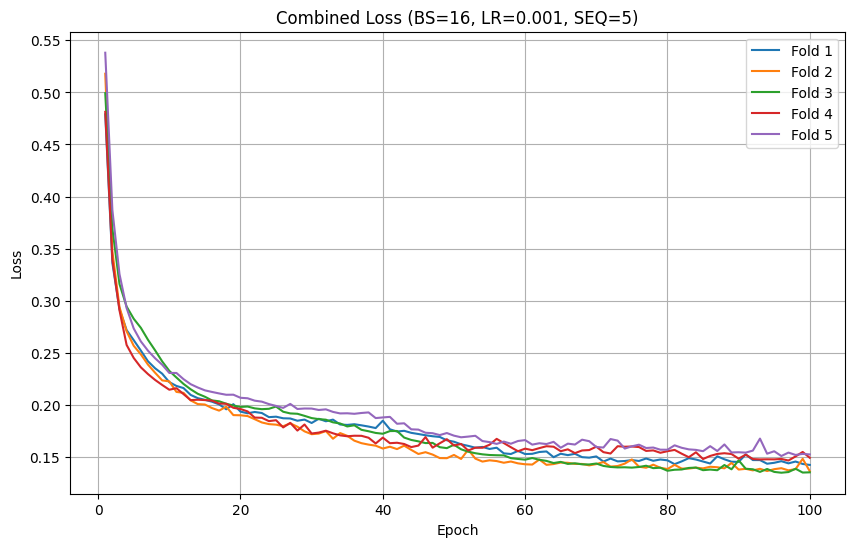 Combined Loss (BS=16, LR=0.001, SEQ=5)
Loss
0.55
0.50
0.45
0.40
0.35
0.30
0.25
0.20
0.15
Fold 1
Fold 2
Fold 3
Fold 4
Fold 5
0
20
40
60
80
100
Epoch